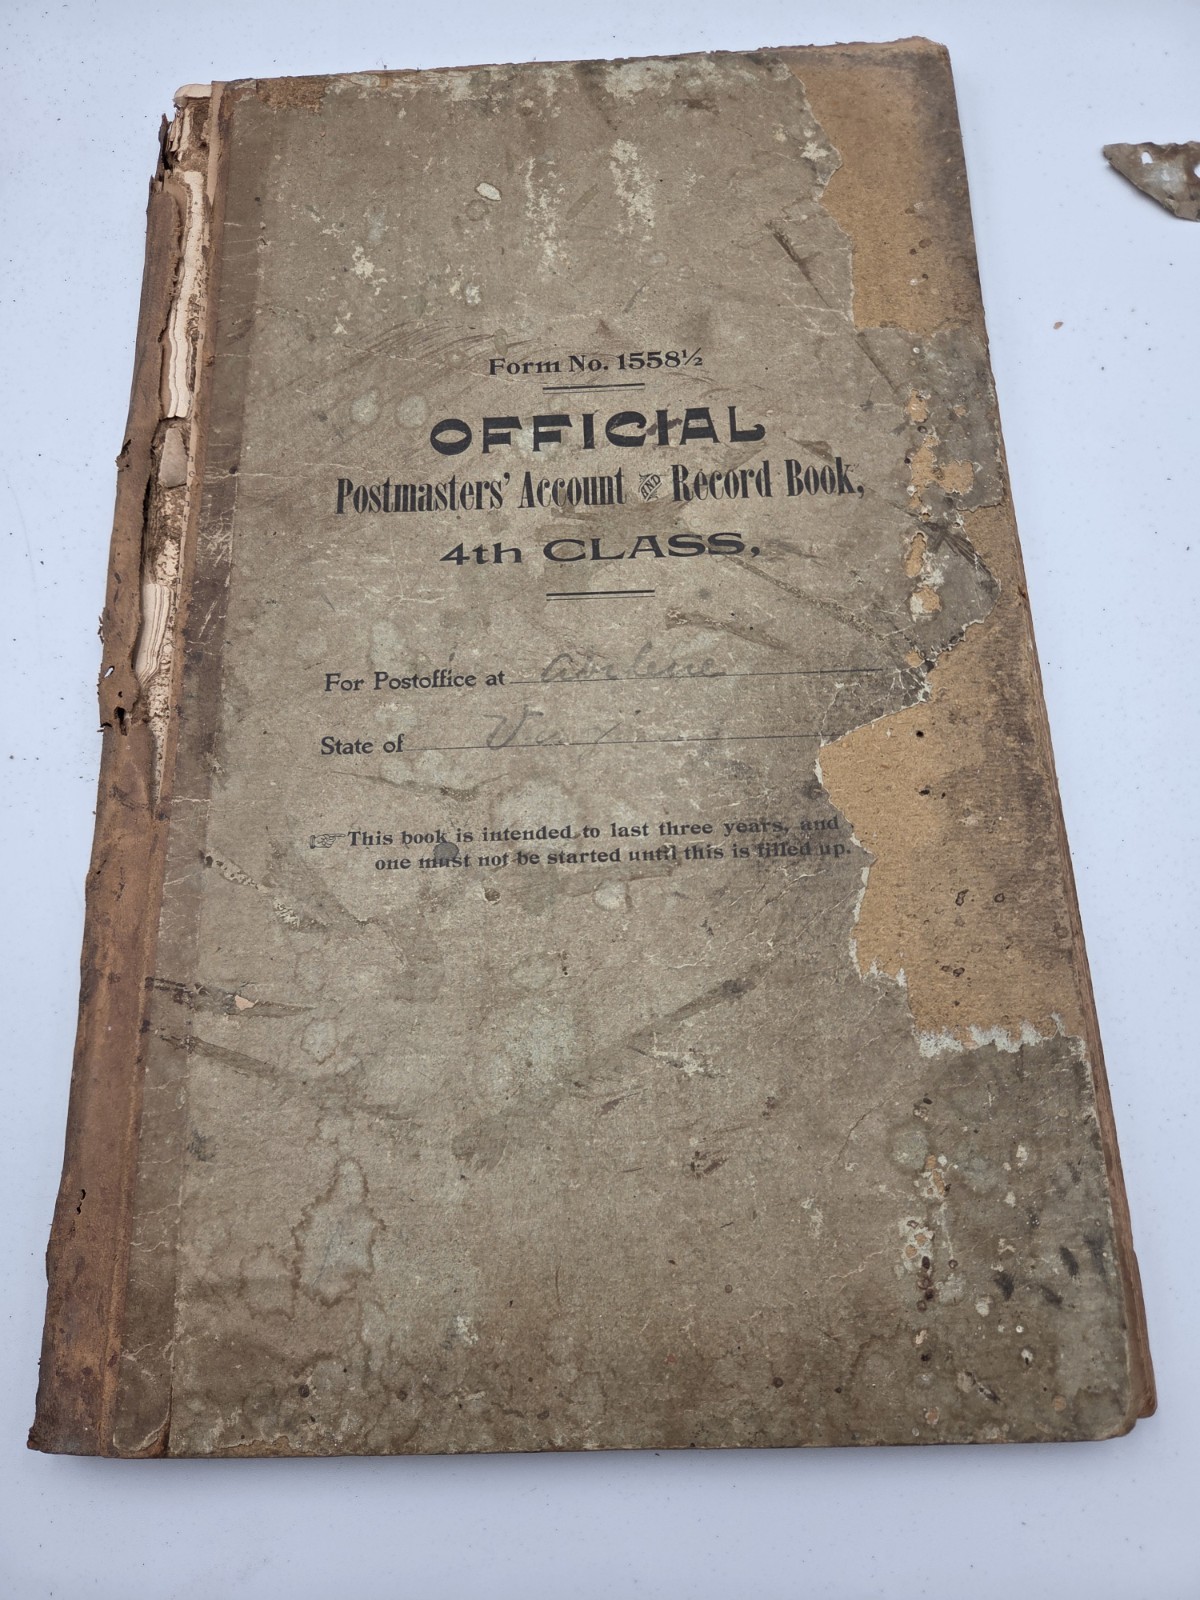 Form No. 1558½
OFFICIAL
Postmasters' Account AND Record Book,
4th CLASS,
For Postoffice at
State of Virginia
☞This book is intended to last three years, and
one must not be started until this is filled up.